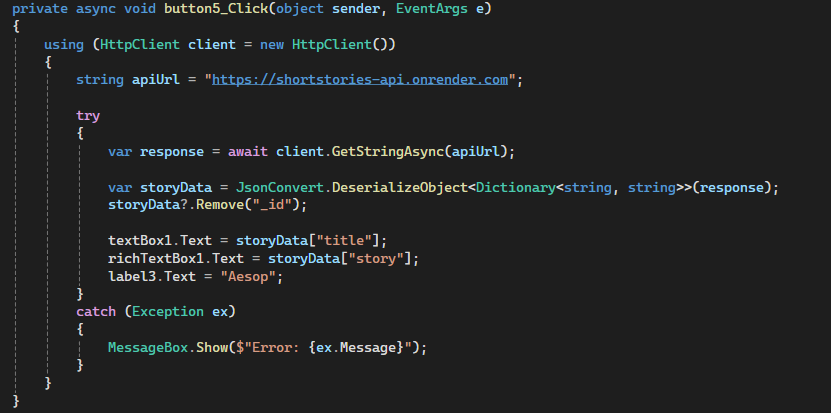 private async void button5_Click(object sender, EventArgs e)
{
using (HttpClient client = new HttpClient())
{
string apiUrl = "https://shortstories-api.onrender.com";
try
{
var response = await client.GetStringAsync(apiUrl);
var storyData = JsonConvert.DeserializeObject<Dictionary<string, string>>(response);
storyData?.Remove("_id");
textBox1.Text = storyData["title"];
richTextBox1.Text = storyData["story"];
label3.Text = "Aesop";
}
catch (Exception ex)
{
MessageBox.Show($"Error: {ex.Message}");
}
}
}